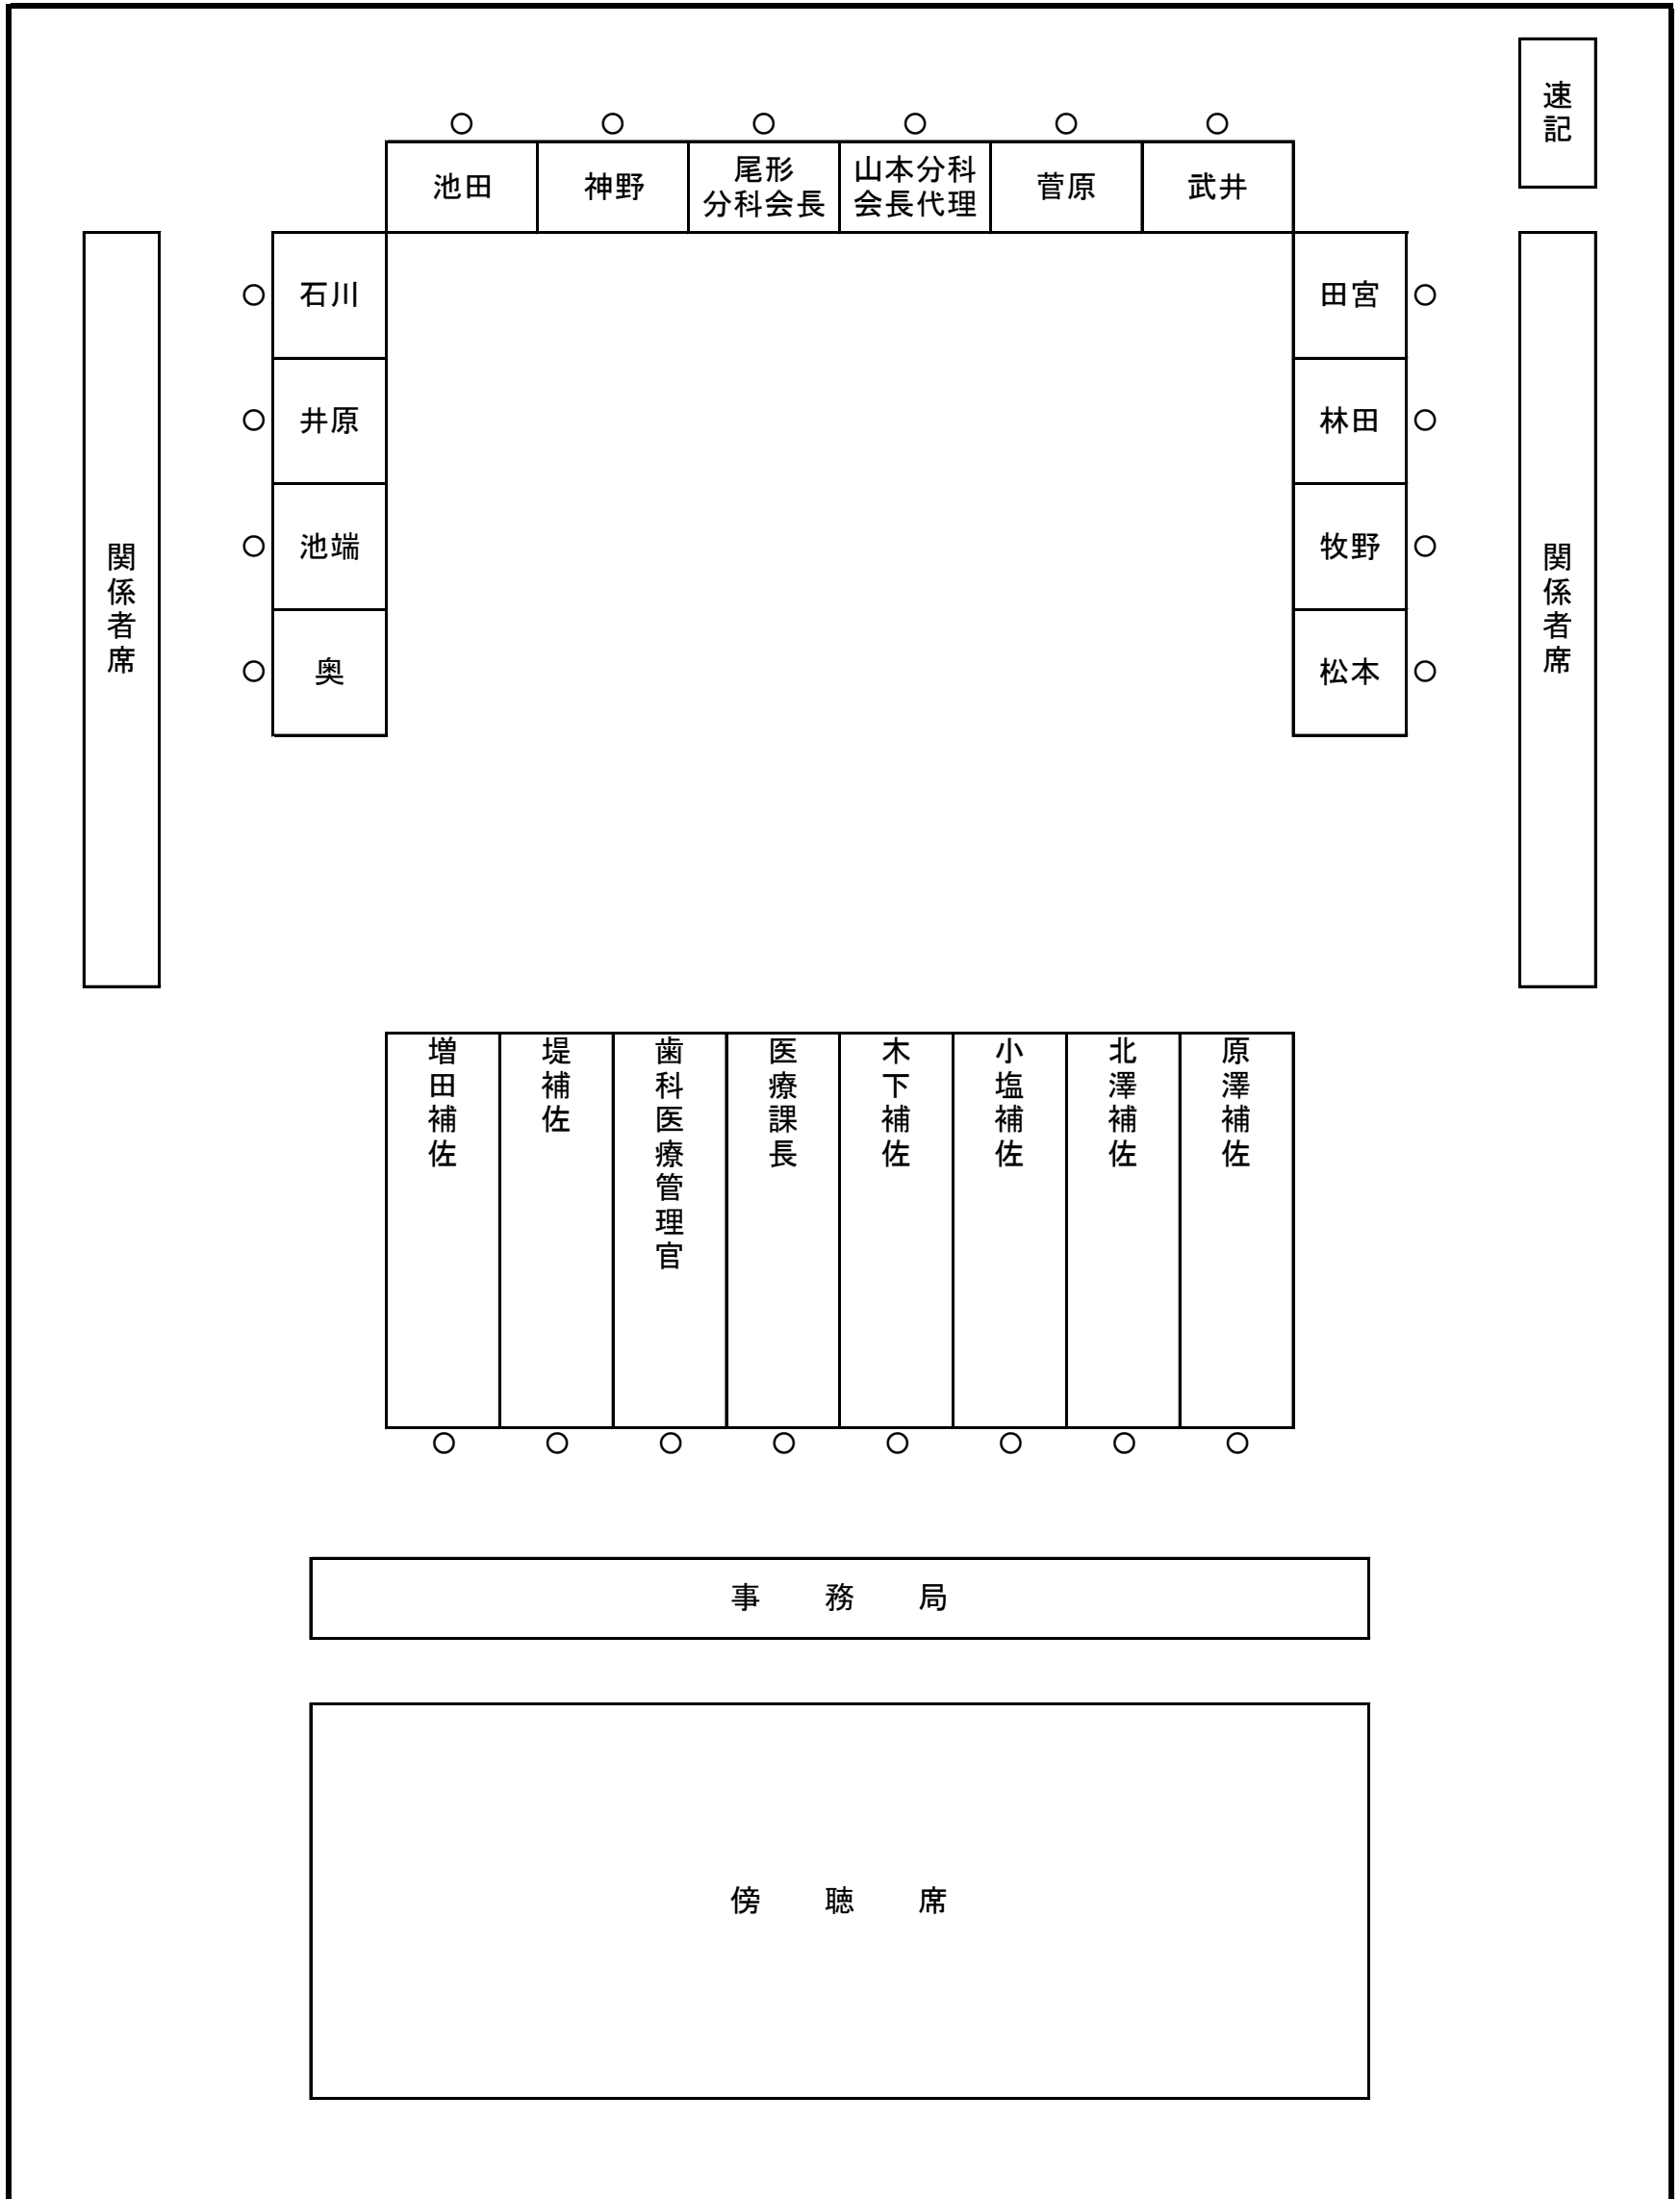 速記
池田
神野
尾形
分科会長
山本分科
会長代理
菅原
武井
関係者席
石川
井原
池端
奥
田宮
林田
牧野
松本
関係者席
増田補佐
堤補佐
歯科医療管理官
医療課長
木下補佐
小塩補佐
北澤補佐
原澤補佐
事　務　局
傍　聴　席